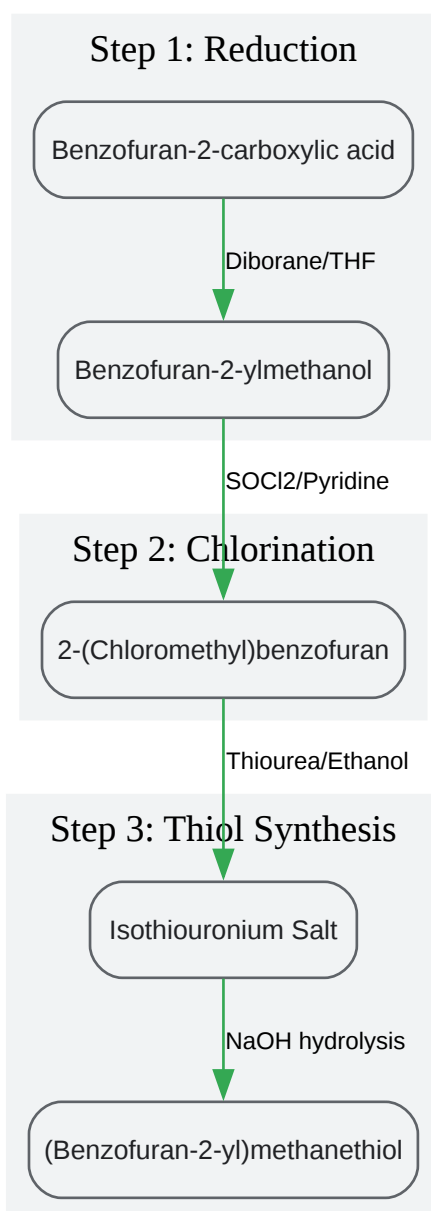 Step 1: Reduction
Benzofuran-2-carboxylic acid
Diborane/THF
Benzofuran-2-ylmethanol
SOCl2/Pyridine
Step 2: Chlorination
2-(Chloromethyl)benzofuran
Thiourea/Ethanol
Step 3: Thiol Synthesis
Isothiouronium Salt
NaOH hydrolysis
(Benzofuran-2-yl)methanethiol